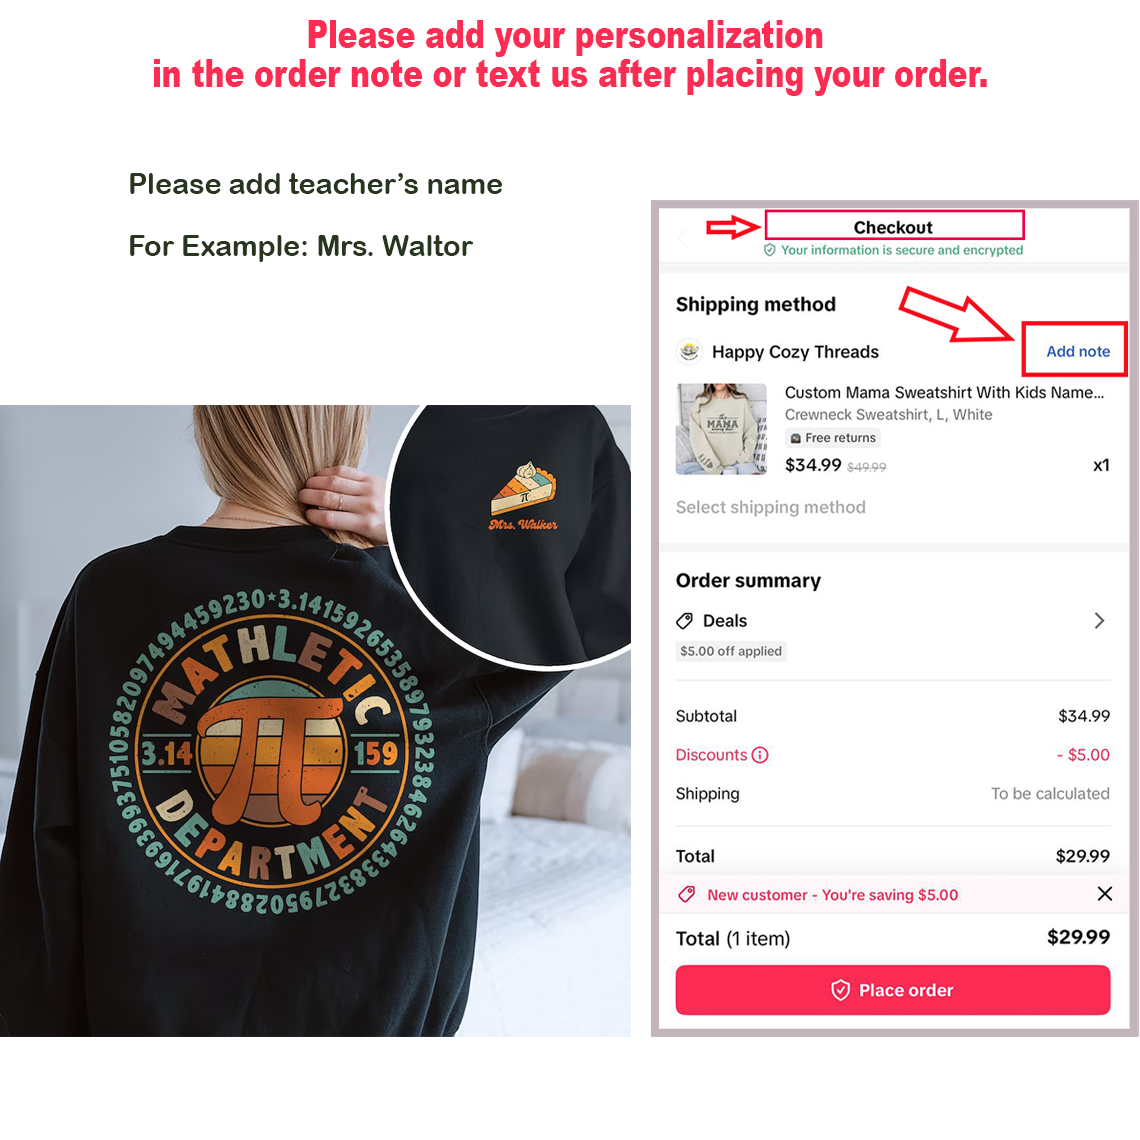 Please add your personalization
in the order note or text us after placing your order.
Please add teacher’s name
For Example: Mrs. Waltor
Checkout
Your information is secure and encrypted
Shipping method
Happy Cozy Threads
Add note
Custom Mama Sweatshirt With Kids Name...
Crewneck Sweatshirt, L, White
Free returns
$34.99 $49.99
x1
MAMA
Select shipping method
Order summary
Deals
$5.00 off applied
Subtotal
$34.99
Discounts
- $5.00
Shipping
To be calculated
Total
$29.99
New customer - You're saving $5.00
Total (1 item)
$29.99
Place order
π
Mrs. Walker
3.14159265358979323846264338327950288419716939937510582097494459230
MATHLETIC
3.14
π
159
DEPARTMENT